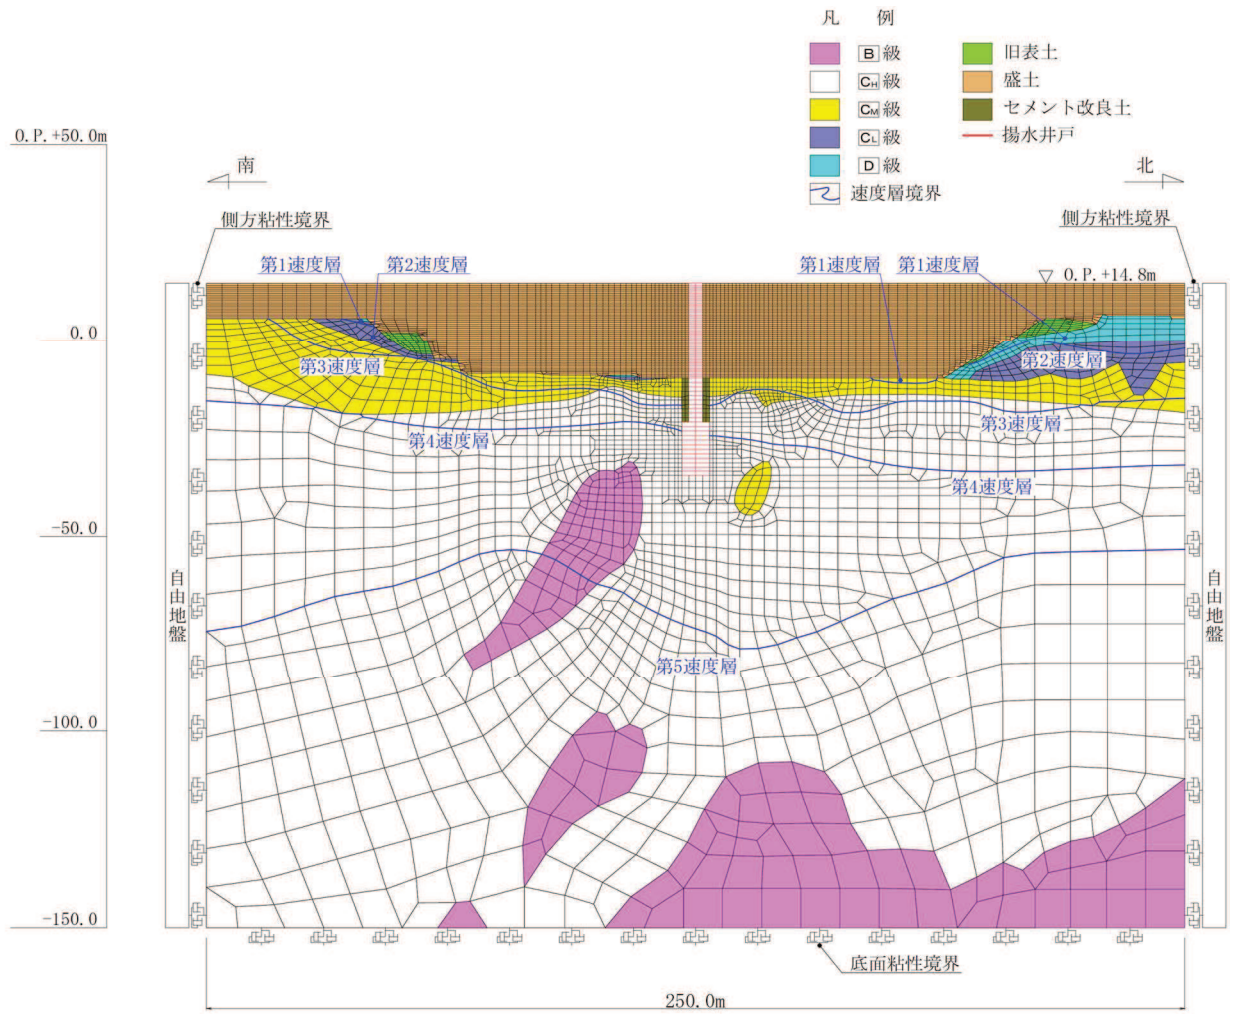 凡 例
B級
CH級
CM級
CL級
D級
速度層境界
旧表土
盛土
セメント改良土
揚水井戸
O.P.+50.0m
南
北
側方粘性境界
側方粘性境界
第1速度層
第2速度層
第1速度層
第1速度層
O.P.+14.8m
0.0
第3速度層
第2速度層
第4速度層
第3速度層
第4速度層
-50.0
自由地盤
自由地盤
第5速度層
-100.0
-150.0
底面粘性境界
250.0m